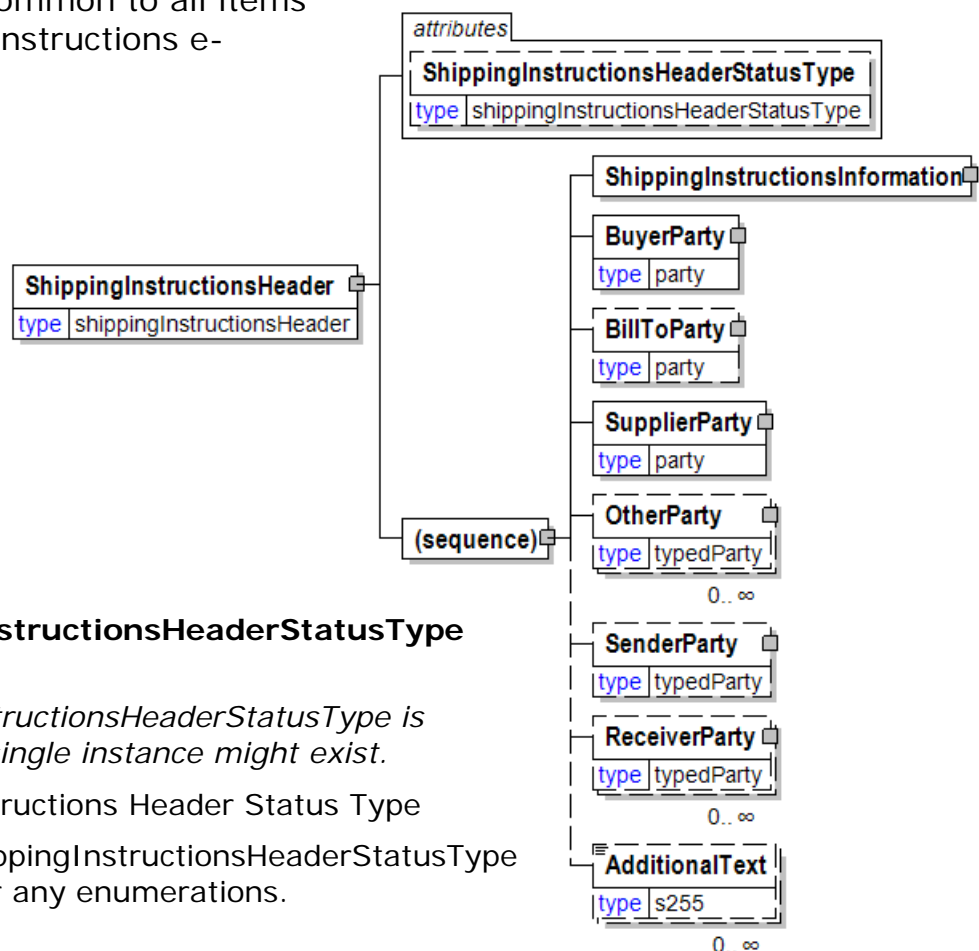 ommon to all items
nstructions e-
attributes
ShippingInstructionsHeaderStatusType
type shippingInstructionsHeaderStatusType
ShippingInstructionsInformation
BuyerParty
type party
ShippingInstructionsHeader
type shippingInstructionsHeader
BillToParty
type party
SupplierParty
type party
(sequence)
OtherParty
type typedParty
0.. ∞
structionsHeaderStatusType
SenderParty
type typedParty
tructionsHeaderStatusType is
single instance might exist.
ReceiverParty
type typedParty
0.. ∞
ructions Header Status Type
ppingInstructionsHeaderStatusType
r any enumerations.
AdditionalText
type s255
0.. ∞